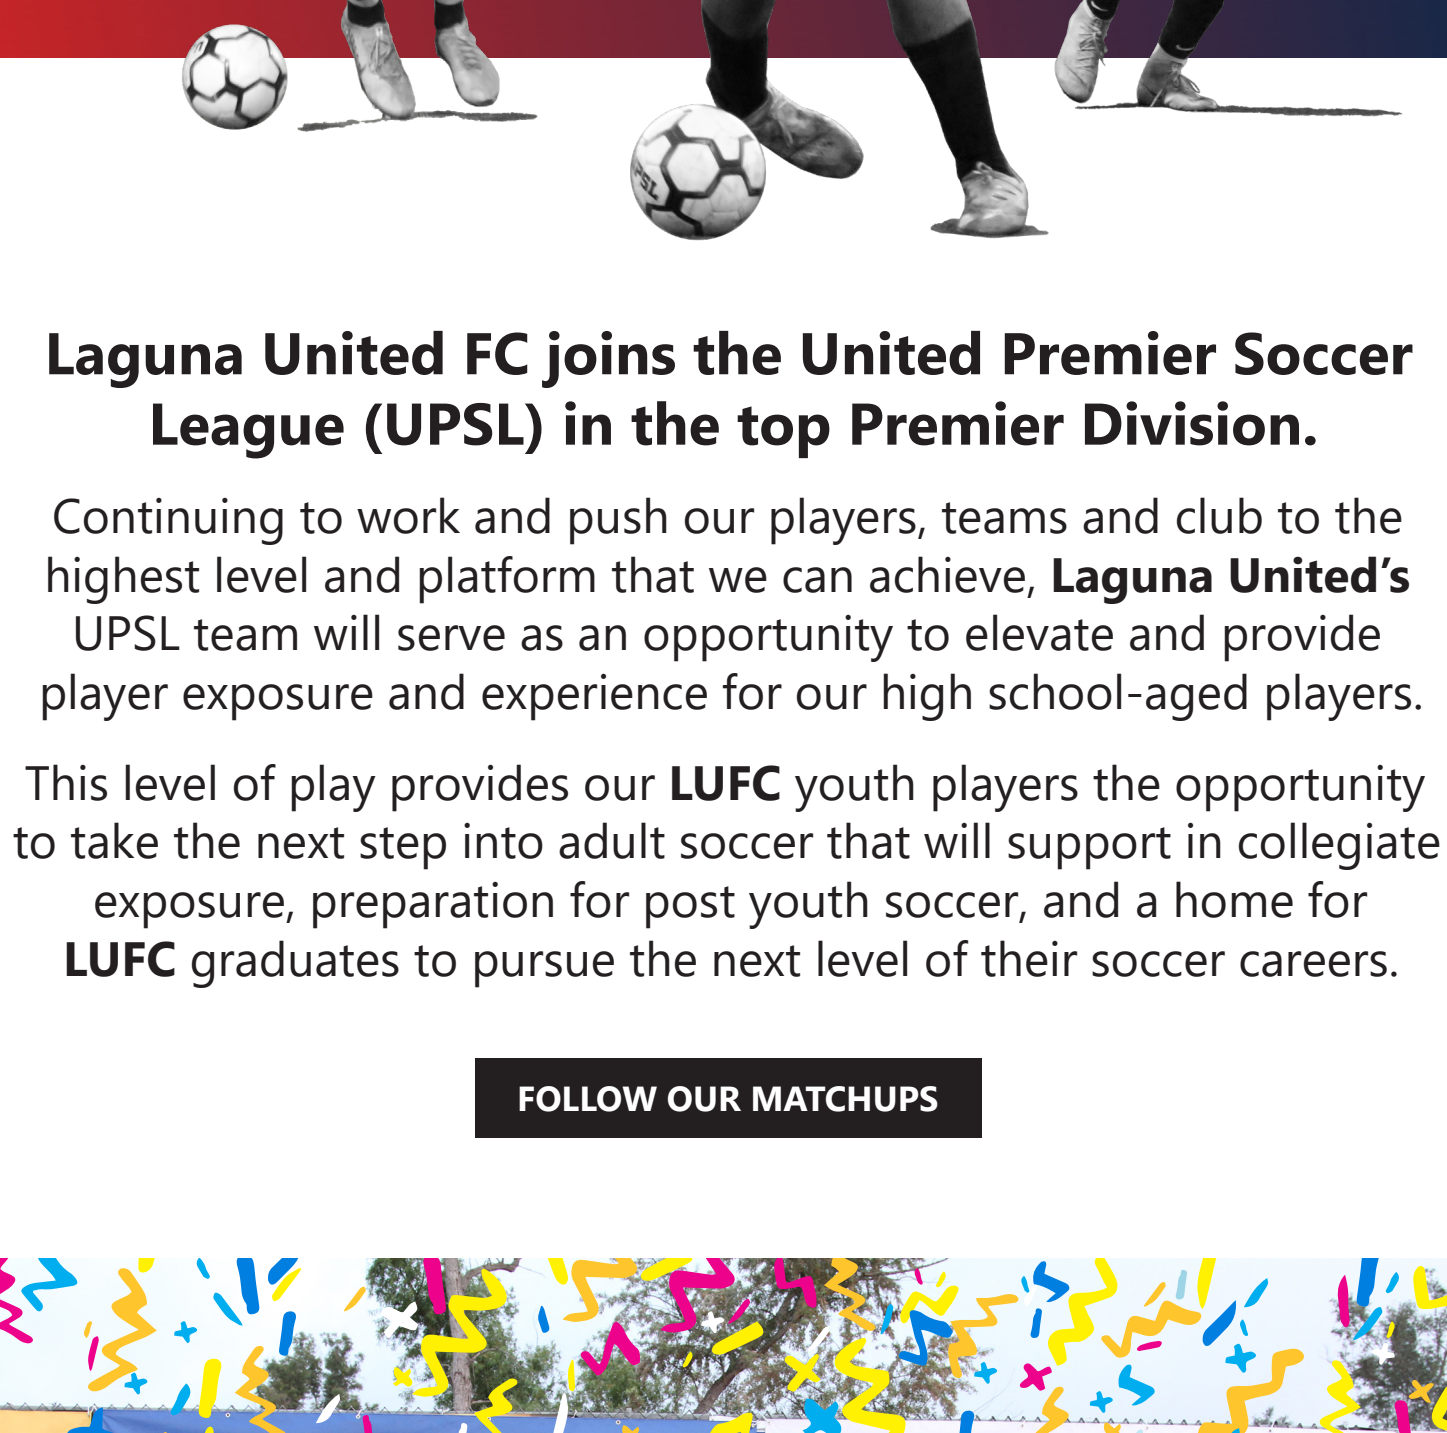 PSL
Laguna United FC joins the United Premier Soccer
League (UPSL) in the top Premier Division.
Continuing to work and push our players, teams and club to the
highest level and platform that we can achieve, Laguna United’s
UPSL team will serve as an opportunity to elevate and provide
player exposure and experience for our high school-aged players.
This level of play provides our LUFC youth players the opportunity
to take the next step into adult soccer that will support in collegiate
exposure, preparation for post youth soccer, and a home for
LUFC graduates to pursue the next level of their soccer careers.
FOLLOW OUR MATCHUPS